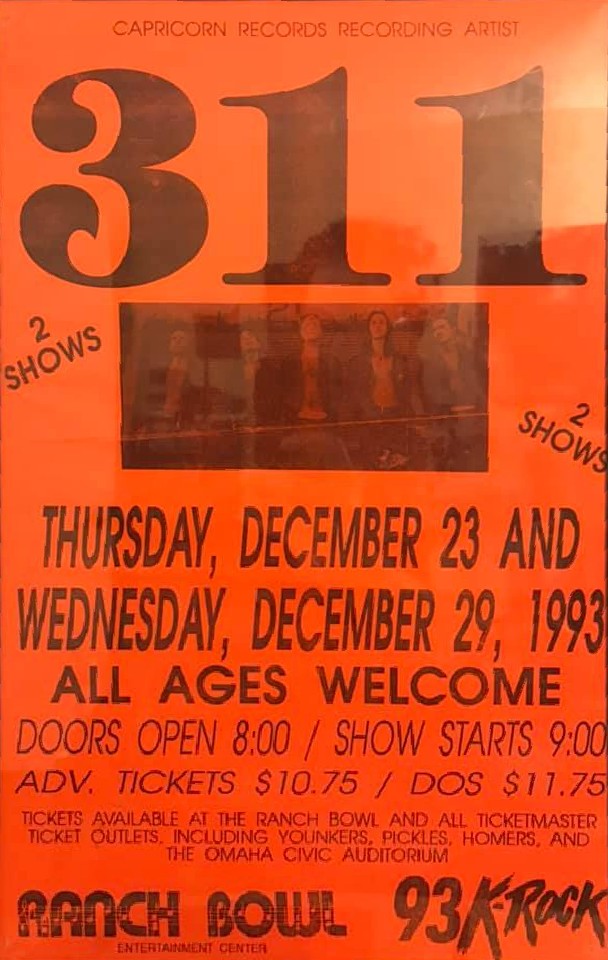 CAPRICORN RECORDS RECORDING ARTIST
311
2
SHOWS
2
SHOWS
THURSDAY, DECEMBER 23 AND
WEDNESDAY, DECEMBER 29, 1993
ALL AGES WELCOME
DOORS OPEN 8:00 / SHOW STARTS 9:00
ADV. TICKETS $10.75 / DOS $11.75
TICKETS AVAILABLE AT THE RANCH BOWL AND ALL TICKETMASTER
TICKET OUTLETS, INCLUDING YOUNKERS, PICKLES, HOMERS, AND
THE OMAHA CIVIC AUDITORIUM
RANCH BOWL
ENTERTAINMENT CENTER
93 K-ROCK